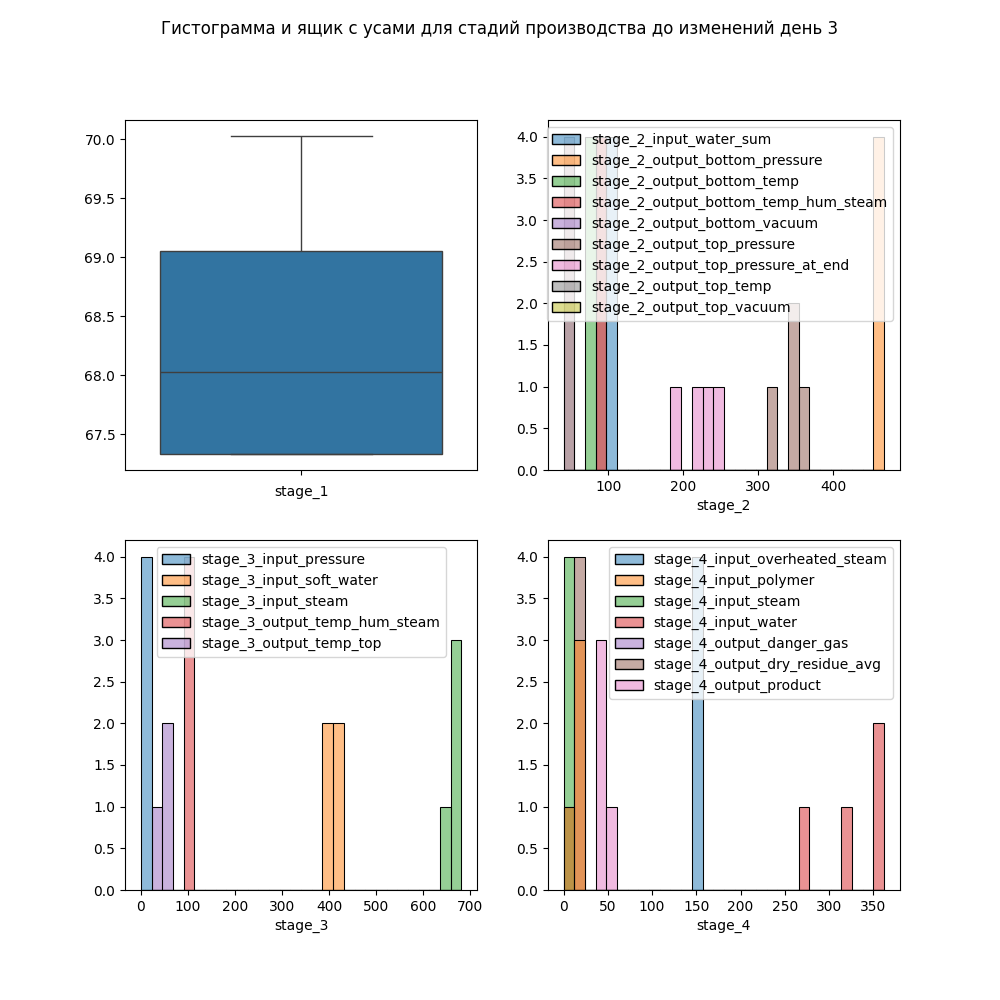 Гистограмма и ящик с усами для стадий производства до изменений день 3
70.0
69.5
69.0
68.5
68.0
67.5
stage_1
4.0
3.5
3.0
2.5
2.0
1.5
1.0
0.5
0.0
stage_2_input_water_sum
stage_2_output_bottom_pressure
stage_2_output_bottom_temp
stage_2_output_bottom_temp_hum_steam
stage_2_output_bottom_vacuum
stage_2_output_top_pressure
stage_2_output_top_pressure_at_end
stage_2_output_top_temp
stage_2_output_top_vacuum
100 200 300 400
stage_2
4.0
3.5
3.0
2.5
2.0
1.5
1.0
0.5
0.0
stage_3_input_pressure
stage_3_input_soft_water
stage_3_input_steam
stage_3_output_temp_hum_steam
stage_3_output_temp_top
0 100 200 300 400 500 600 700
stage_3
4.0
3.5
3.0
2.5
2.0
1.5
1.0
0.5
0.0
stage_4_input_overheated_steam
stage_4_input_polymer
stage_4_input_steam
stage_4_input_water
stage_4_output_danger_gas
stage_4_output_dry_residue_avg
stage_4_output_product
0 50 100 150 200 250 300 350
stage_4